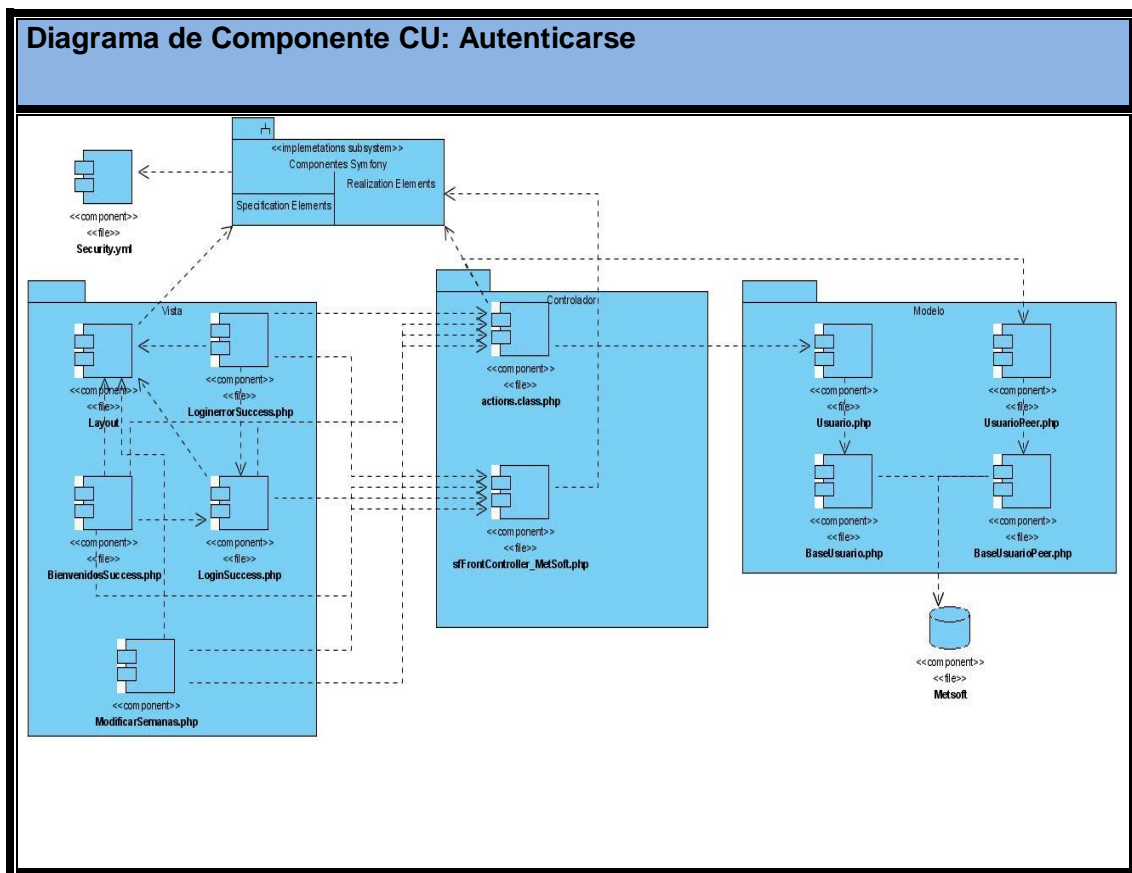 Diagrama de Componente CU: Autenticarse
<<implemetations subsystem>>
Componentes Symfony
Realization Elements
Specification Elements
<<component>>
<<file>>
Security.yml
Vista
<<component>>
<<file>>
Layout
<<component>>
<<file>>
LoginerrorSuccess.php
<<component>>
<<file>>
BienvenidosSuccess.php
<<component>>
<<file>>
LoginSuccess.php
<<component>>
ModificarSemanas.php
Controlador
<<component>>
<<file>>
actions.class.php
<<component>>
<<file>>
sfFrontController_MetSoft.php
Modelo
<<component>>
<<file>>
Usuario.php
<<component>>
<<file>>
UsuarioPeer.php
<<component>>
<<file>>
BaseUsuario.php
<<component>>
<<file>>
BaseUsuarioPeer.php
<<component>>
<<file>>
Metsoft